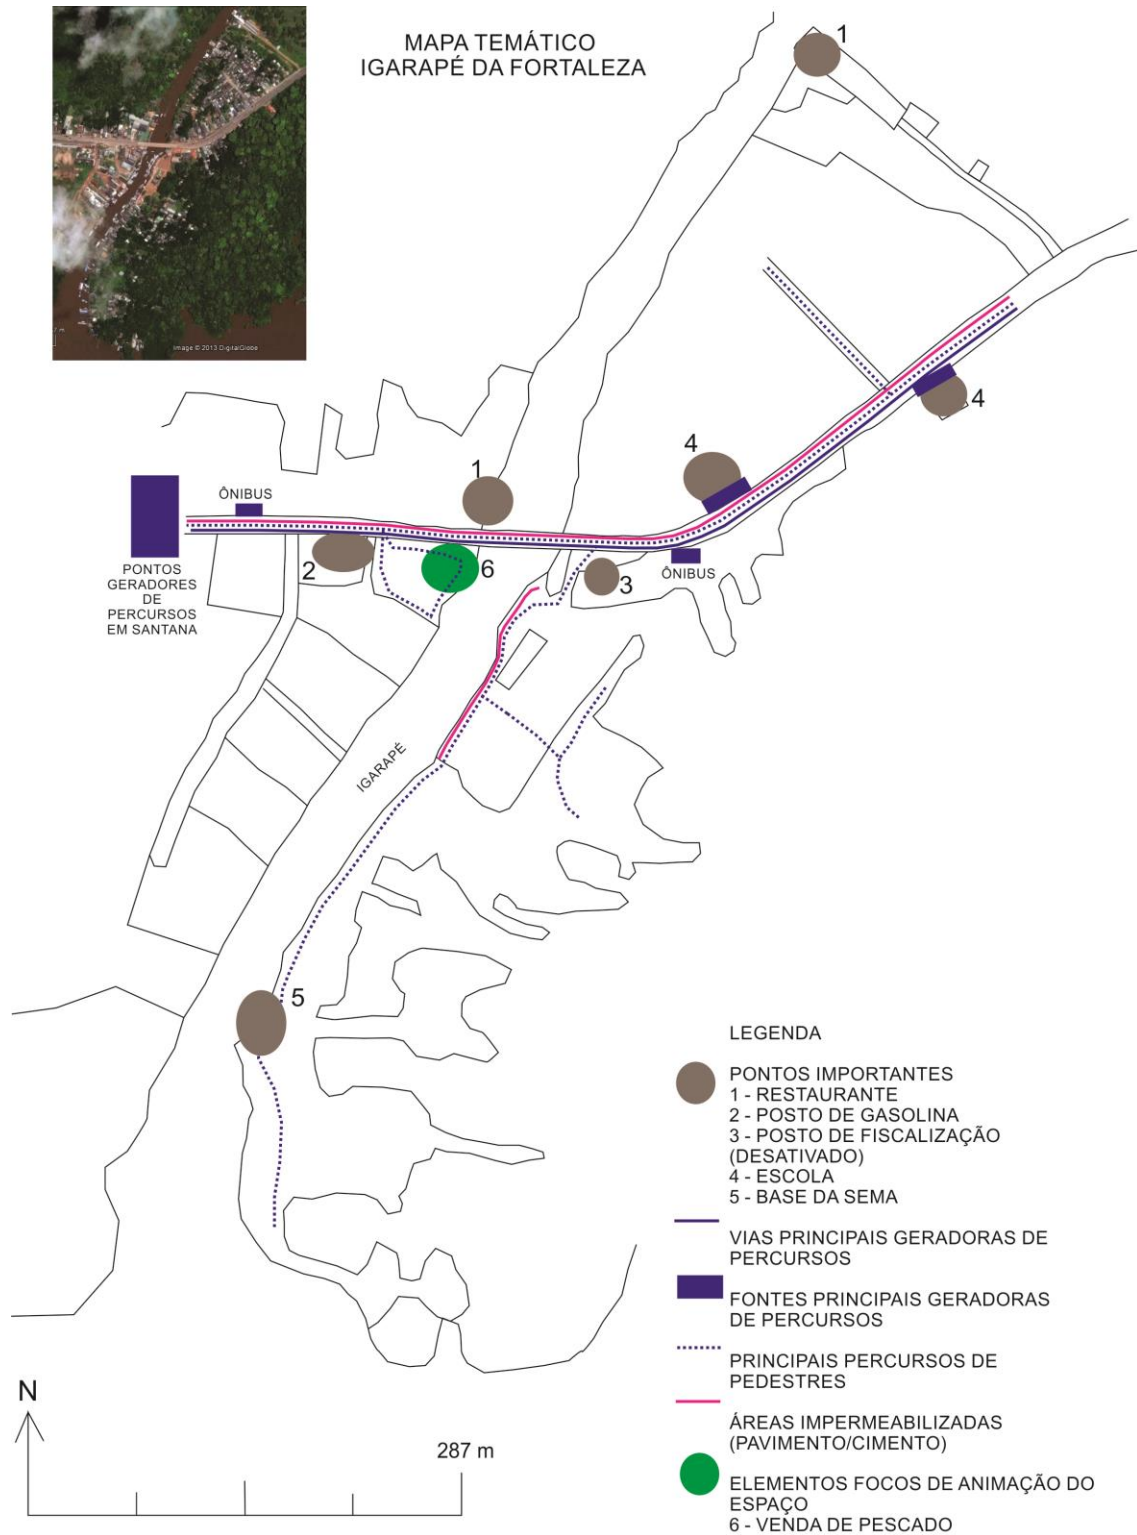 MAPA TEMÁTICO
IGARAPÉ DA FORTALEZA
Image © 2013 DigitalGlobe
1
4
4
1
ÔNIBUS
2
6
3
ÔNIBUS
PONTOS
GERADORES
DE
PERCURSOS
EM SANTANA
IGARAPÉ
5
LEGENDA
PONTOS IMPORTANTES
1 - RESTAURANTE
2 - POSTO DE GASOLINA
3 - POSTO DE FISCALIZAÇÃO
(DESATIVADO)
4 - ESCOLA
5 - BASE DA SEMA
VIAS PRINCIPAIS GERADORAS DE
PERCURSOS
FONTES PRINCIPAIS GERADORAS
DE PERCURSOS
PRINCIPAIS PERCURSOS DE
PEDESTRES
ÁREAS IMPERMEABILIZADAS
(PAVIMENTO/CIMENTO)
ELEMENTOS FOCOS DE ANIMAÇÃO DO
ESPAÇO
6 - VENDA DE PESCADO
N
287 m